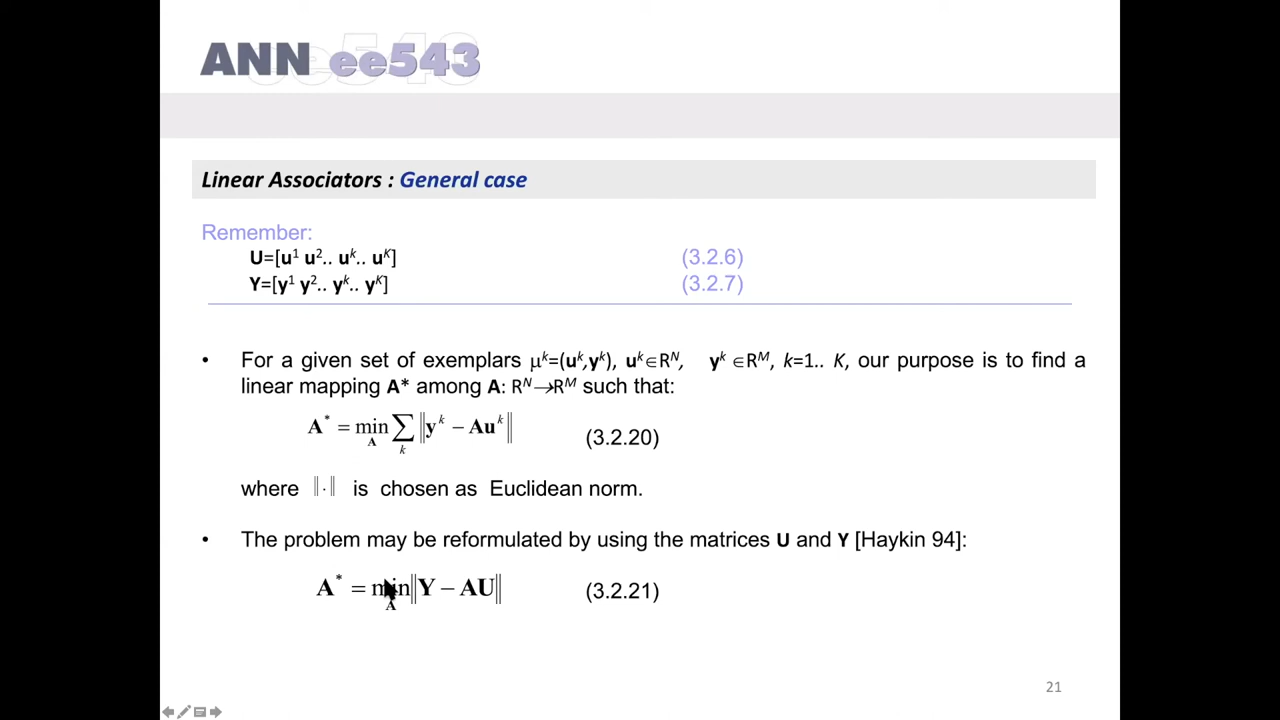 ANN ee543
Linear Associators : General case
Remember:
U=[u¹ u².. uᵏ.. uᴷ] (3.2.6)
Y=[y¹ y².. yᵏ.. yᴷ] (3.2.7)
• For a given set of exemplars μᵏ=(uᵏ,yᵏ), uᵏ∈Rᴺ, yᵏ ∈Rᴹ, k=1.. K, our purpose is to find a
linear mapping A* among A: Rᴺ→Rᴹ such that:
A* = min_A ∑_k ‖yᵏ − Auᵏ‖ (3.2.20)
where ‖·‖ is chosen as Euclidean norm.
• The problem may be reformulated by using the matrices U and Y [Haykin 94]:
A* = min_A ‖Y − AU‖ (3.2.21)
21